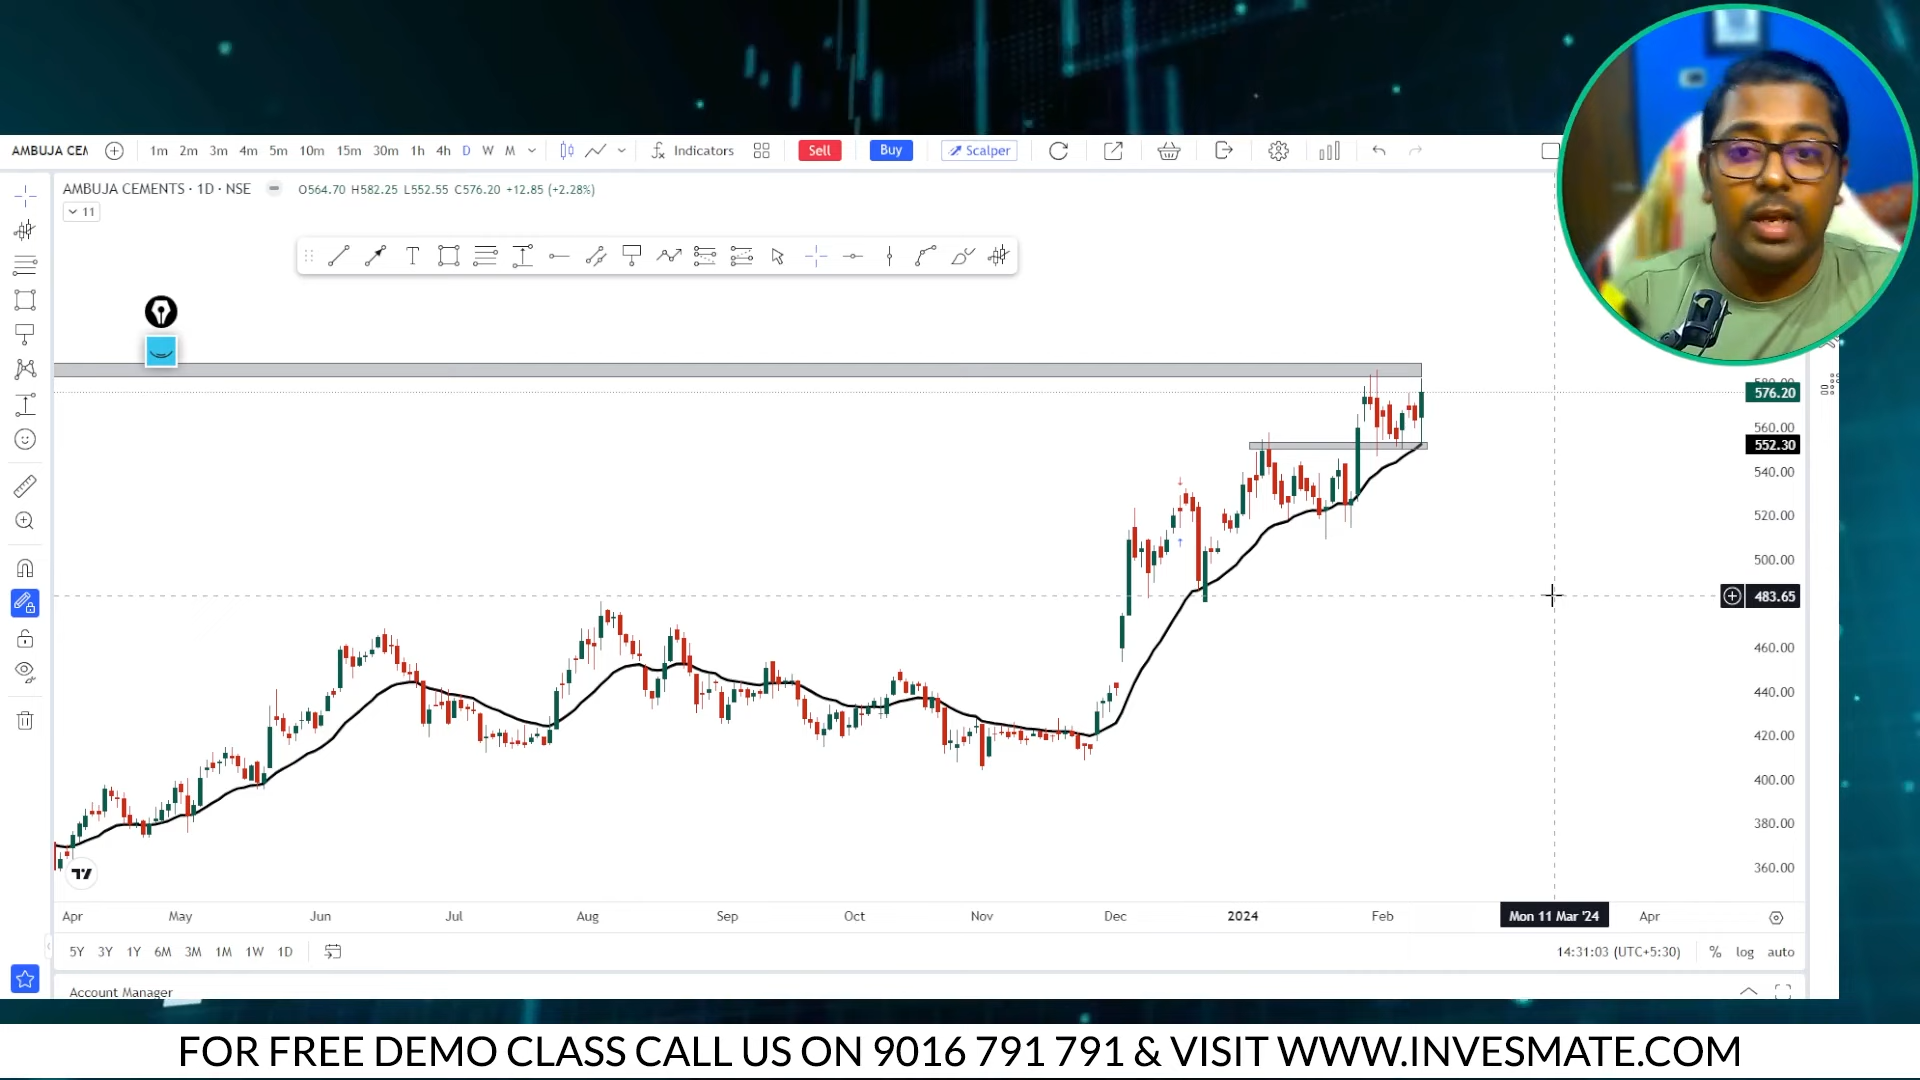 AMBUJA CEM 1m 2m 3m 4m 5m 10m 15m 30m 1h 4h D W M Indicators Sell Buy Scalper
AMBUJA CEMENTS · 1D · NSE O564.70 H582.25 L552.55 C576.20 +12.85 (+2.28%)
11
T
576.20
560.00
552.30
540.00
520.00
500.00
483.65
460.00
440.00
420.00
400.00
380.00
360.00
Apr May Jun Jul Aug Sep Oct Nov Dec 2024 Feb Mon 11 Mar '24 Apr
5Y 3Y 1Y 6M 3M 1M 1W 1D 14:31:03 (UTC+5:30) % log auto
Account Manager
FOR FREE DEMO CLASS CALL US ON 9016 791 791 & VISIT WWW.INVESMATE.COM